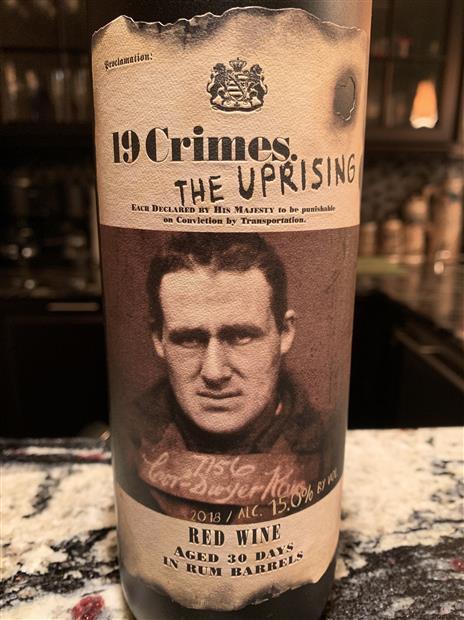 Proclamation:
19 Crimes.
THE UPRISING
Each Declared by His Majesty to be punishable
on Conviction by Transportation.
7156
2018 / ALC. 15.0% BY VOL
RED WINE
AGED 30 DAYS
IN RUM BARRELS